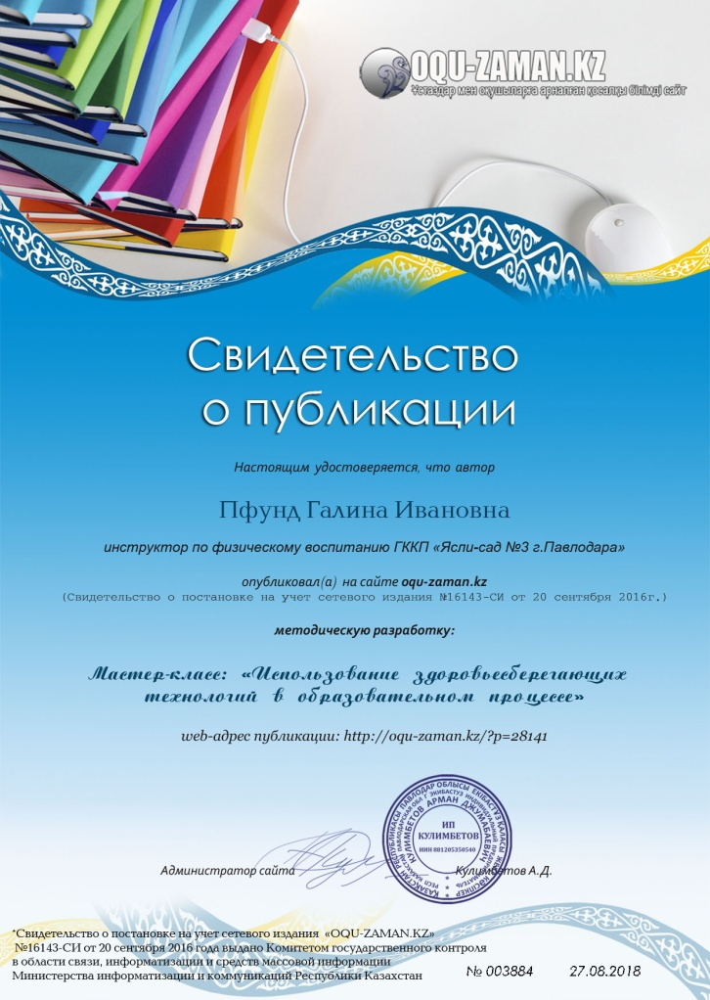 OQU-ZAMAN.KZ
Ұстаздар мен оқушыларға арналған қосалқы білімді сайт
Свидетельство
о публикации
Настоящим удостоверяется, что автор
Пфунд Галина Ивановна
инструктор по физическому воспитанию ГККП «Ясли-сад №3 г.Павлодара»
опубликовал(а) на сайте oqu-zaman.kz
(Свидетельство о постановке на учет сетевого издания №16143-СИ от 20 сентября 2016г.)
методическую разработку:
Мастер-класс: «Использование здоровьесберегающих
технологий в образовательном процессе»
web-адрес публикации: http://oqu-zaman.kz/?p=28141
КУЛИМБЕТОВ АРМАН ДЖУМАБАЕВИЧ
ИП
КУЛИМБЕТОВ
ИИН 881205350540
Администратор сайта
Кулимбетов А.Д.
*Свидетельство о постановке на учет сетевого издания «OQU-ZAMAN.KZ»
№16143-СИ от 20 сентября 2016 года выдано Комитетом государственного контроля
в области связи, информатизации и средств массовой информации
Министерства информатизации и коммуникаций Республики Казахстан
№ 003884
27.08.2018